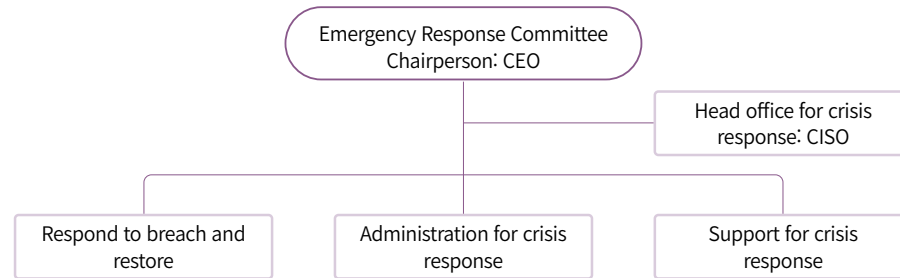 Emergency Response Committee
Chairperson: CEO
Head office for crisis
response: CISO
Respond to breach and
restore
Administration for crisis
response
Support for crisis
response